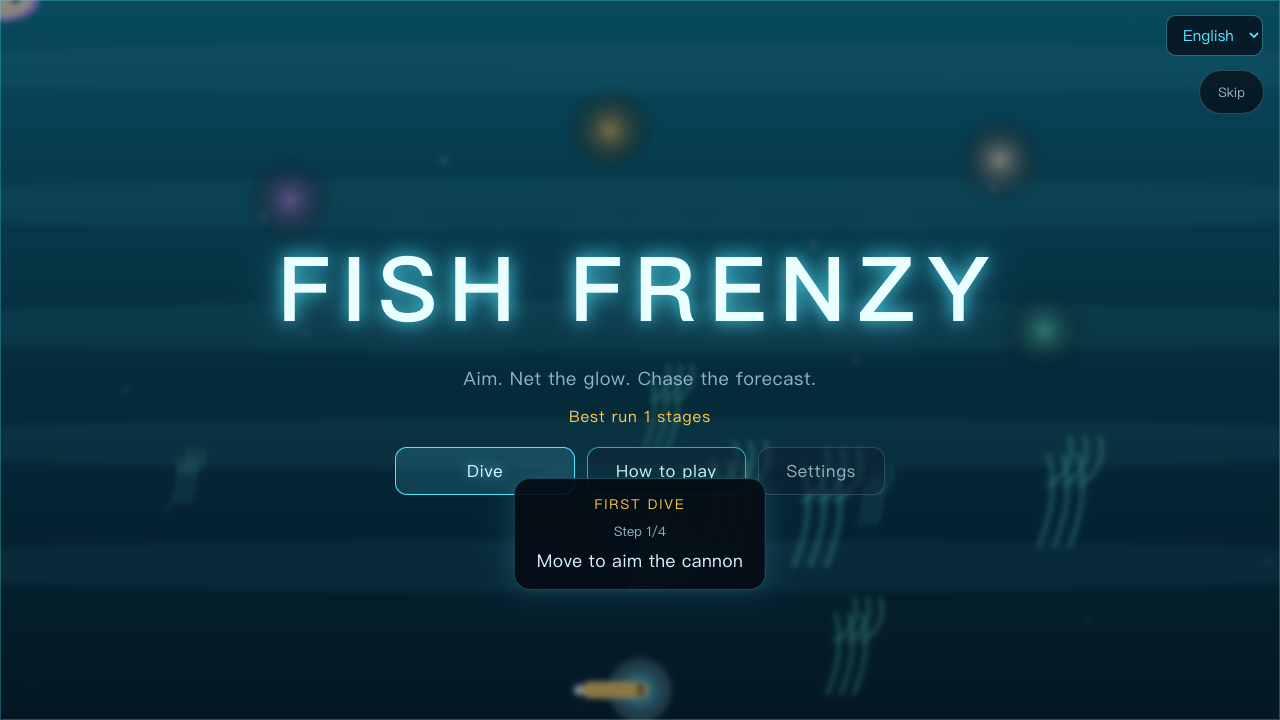 English
Skip
FISH FRENZY
Aim. Net the glow. Chase the forecast.
Best run 1 stages
Dive
How to play
Settings
FIRST DIVE
Step 1/4
Move to aim the cannon